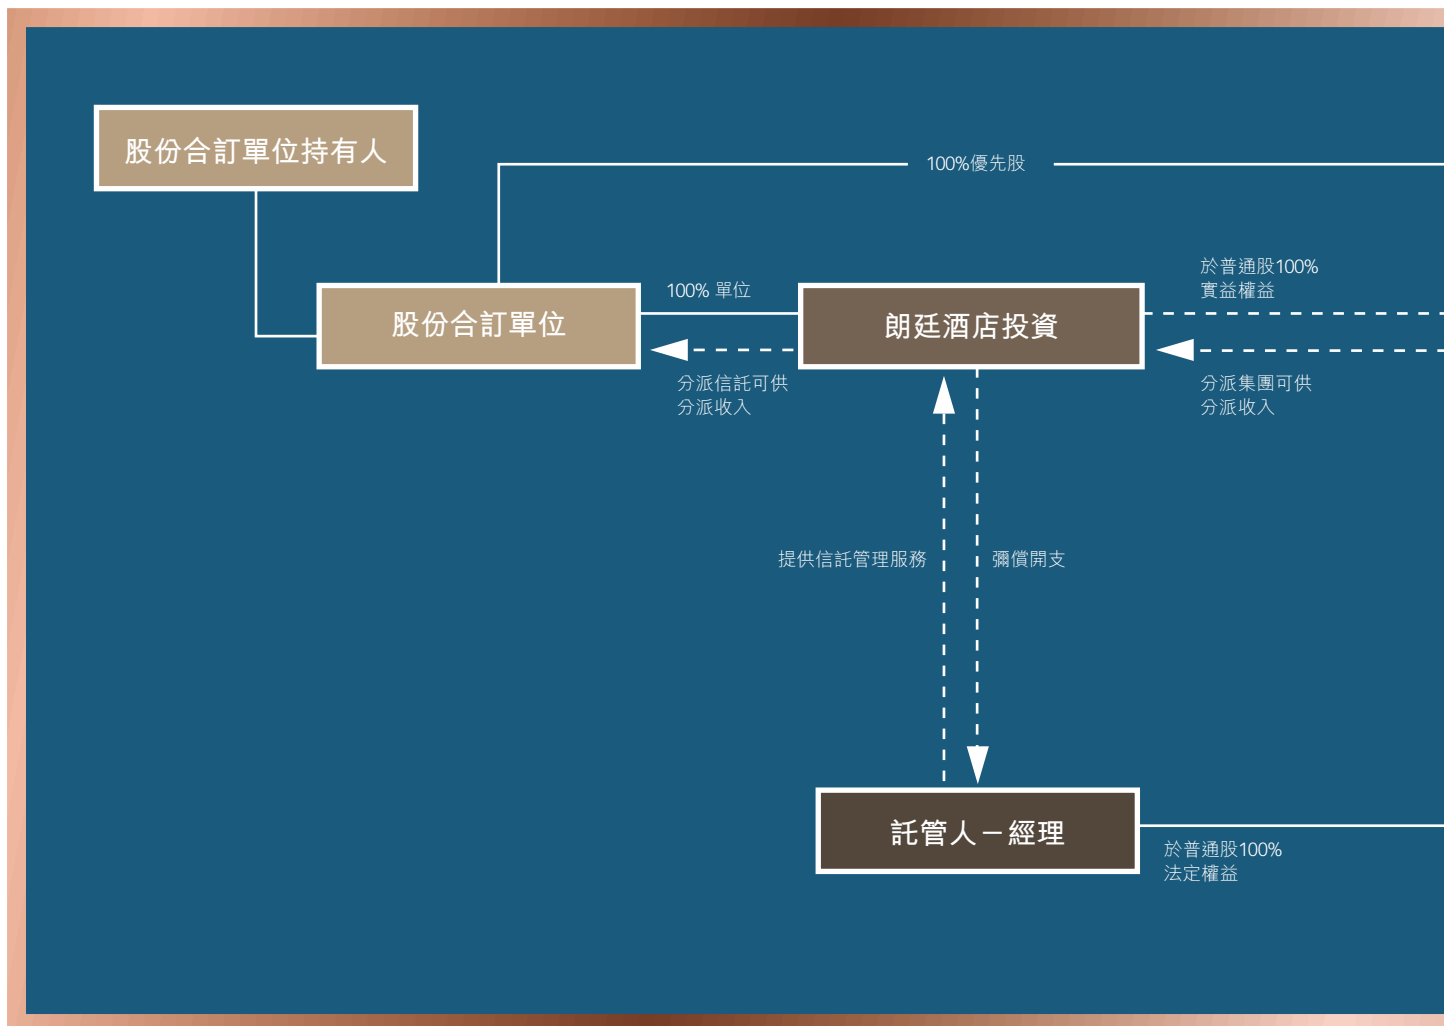 股份合訂單位持有人
100%優先股
於普通股100%
實益權益
100% 單位
股份合訂單位
朗廷酒店投資
分派信託可供
分派收入
分派集團可供
分派收入
提供信託管理服務
彌償開支
託管人－經理
於普通股100%
法定權益